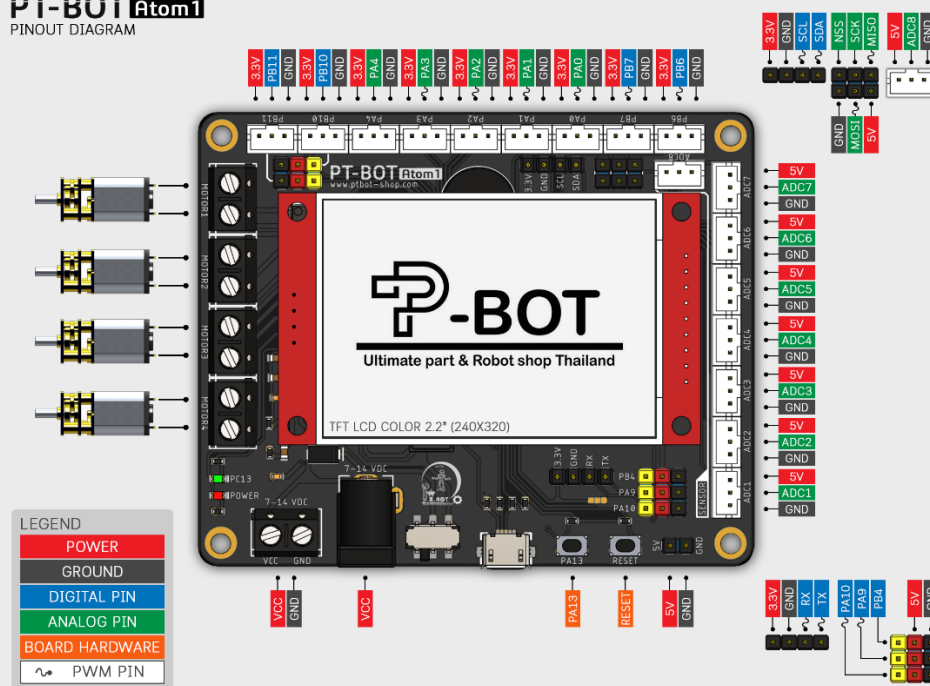 PT-BOT Atom1
PINOUT DIAGRAM
3.3V GND SCL SDA NSS SCK MISO 5V ADC8 GND
GND MOSI 5V
3.3V PB11 GND 3.3V PB10 GND 3.3V PA4 GND 3.3V PA3 GND 3.3V PA2 GND 3.3V PA1 GND 3.3V PA0 GND 3.3V PB7 GND 3.3V PB6 GND
PB11 PB10 PA4 PA3 PA2 PA1 PA0 PB7 PB6
PT-BOT Atom1
www.ptbot-shop.com
3.3V GND SCL SDA
ADC8
MOTOR1
MOTOR2
MOTOR3
MOTOR4
P-BOT
Ultimate part & Robot shop Thailand
TFT LCD COLOR 2.2" (240X320)
ADC7
ADC6
ADC5
ADC4
ADC3
ADC2
ADC1
SENSOR
5V
ADC7
GND
5V
ADC6
GND
5V
ADC5
GND
5V
ADC4
GND
5V
ADC3
GND
5V
ADC2
GND
5V
ADC1
GND
3.3V GND RX TX
PB4
PA9
PA10
PC13
POWER
7-14 VDC
7-14 VDC
VCC GND
PA13
RESET
5V GND
VCC GND
VCC
PA13
RESET
5V GND
3.3V GND RX TX PA10 PA9 PB4 5V GND
LEGEND
POWER
GROUND
DIGITAL PIN
ANALOG PIN
BOARD HARDWARE
PWM PIN